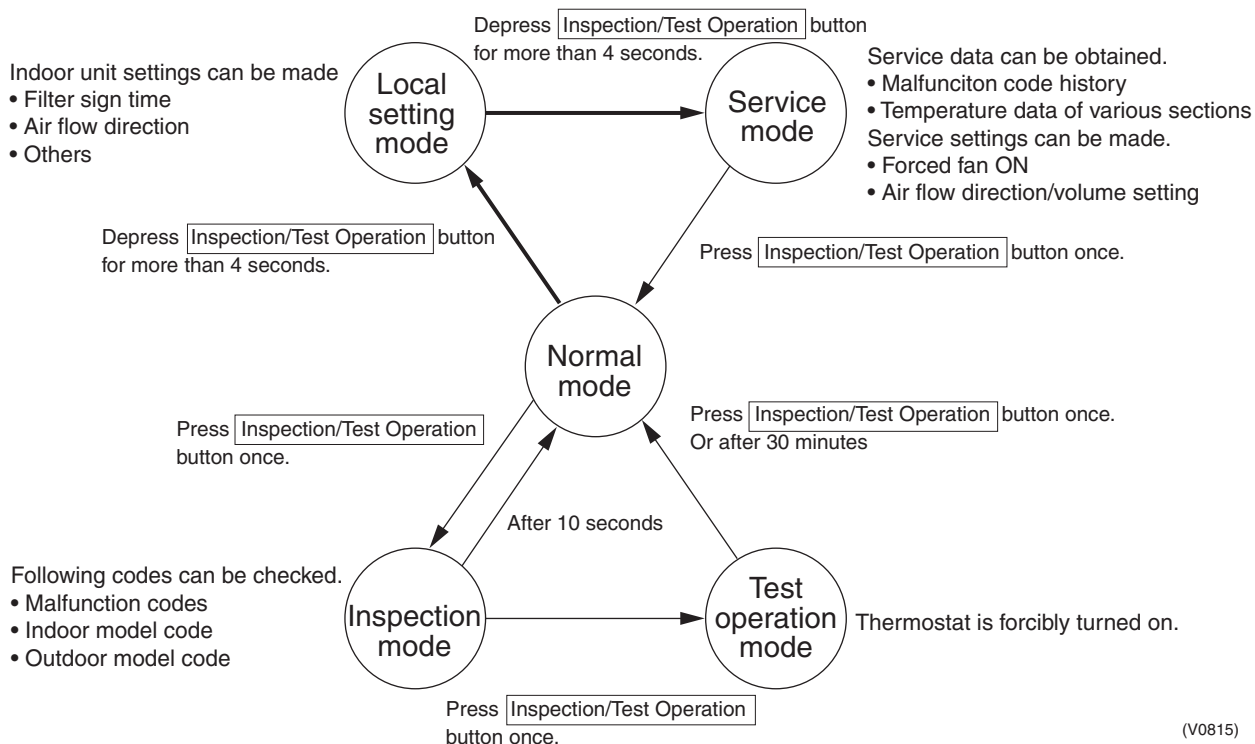 Depress Inspection/Test Operation button
for more than 4 seconds.
Indoor unit settings can be made
• Filter sign time
• Air flow direction
• Others
Local
setting
mode
Service
mode
Service data can be obtained.
• Malfunciton code history
• Temperature data of various sections
Service settings can be made.
• Forced fan ON
• Air flow direction/volume setting
Depress Inspection/Test Operation button
for more than 4 seconds.
Press Inspection/Test Operation button once.
Normal
mode
Press Inspection/Test Operation
button once.
Press Inspection/Test Operation button once.
Or after 30 minutes
After 10 seconds
Following codes can be checked.
• Malfunction codes
• Indoor model code
• Outdoor model code
Inspection
mode
Test
operation
mode
Thermostat is forcibly turned on.
Press Inspection/Test Operation
button once.
(V0815)